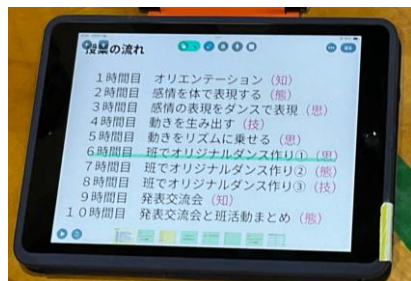 授業の流れ
1時間目 オリエンテーション（知）
2時間目 感情を体で表現する（態）
3時間目 感情の表現をダンスで表現（思）
4時間目 動きを生み出す（技）
5時間目 動きをリズムに乗せる（思）
6時間目 班でオリジナルダンス作り①（思）
7時間目 班でオリジナルダンス作り②（態）
8時間目 班でオリジナルダンス作り③（技）
9時間目 発表交流会（知）
10時間目 発表交流会と班活動まとめ（態）